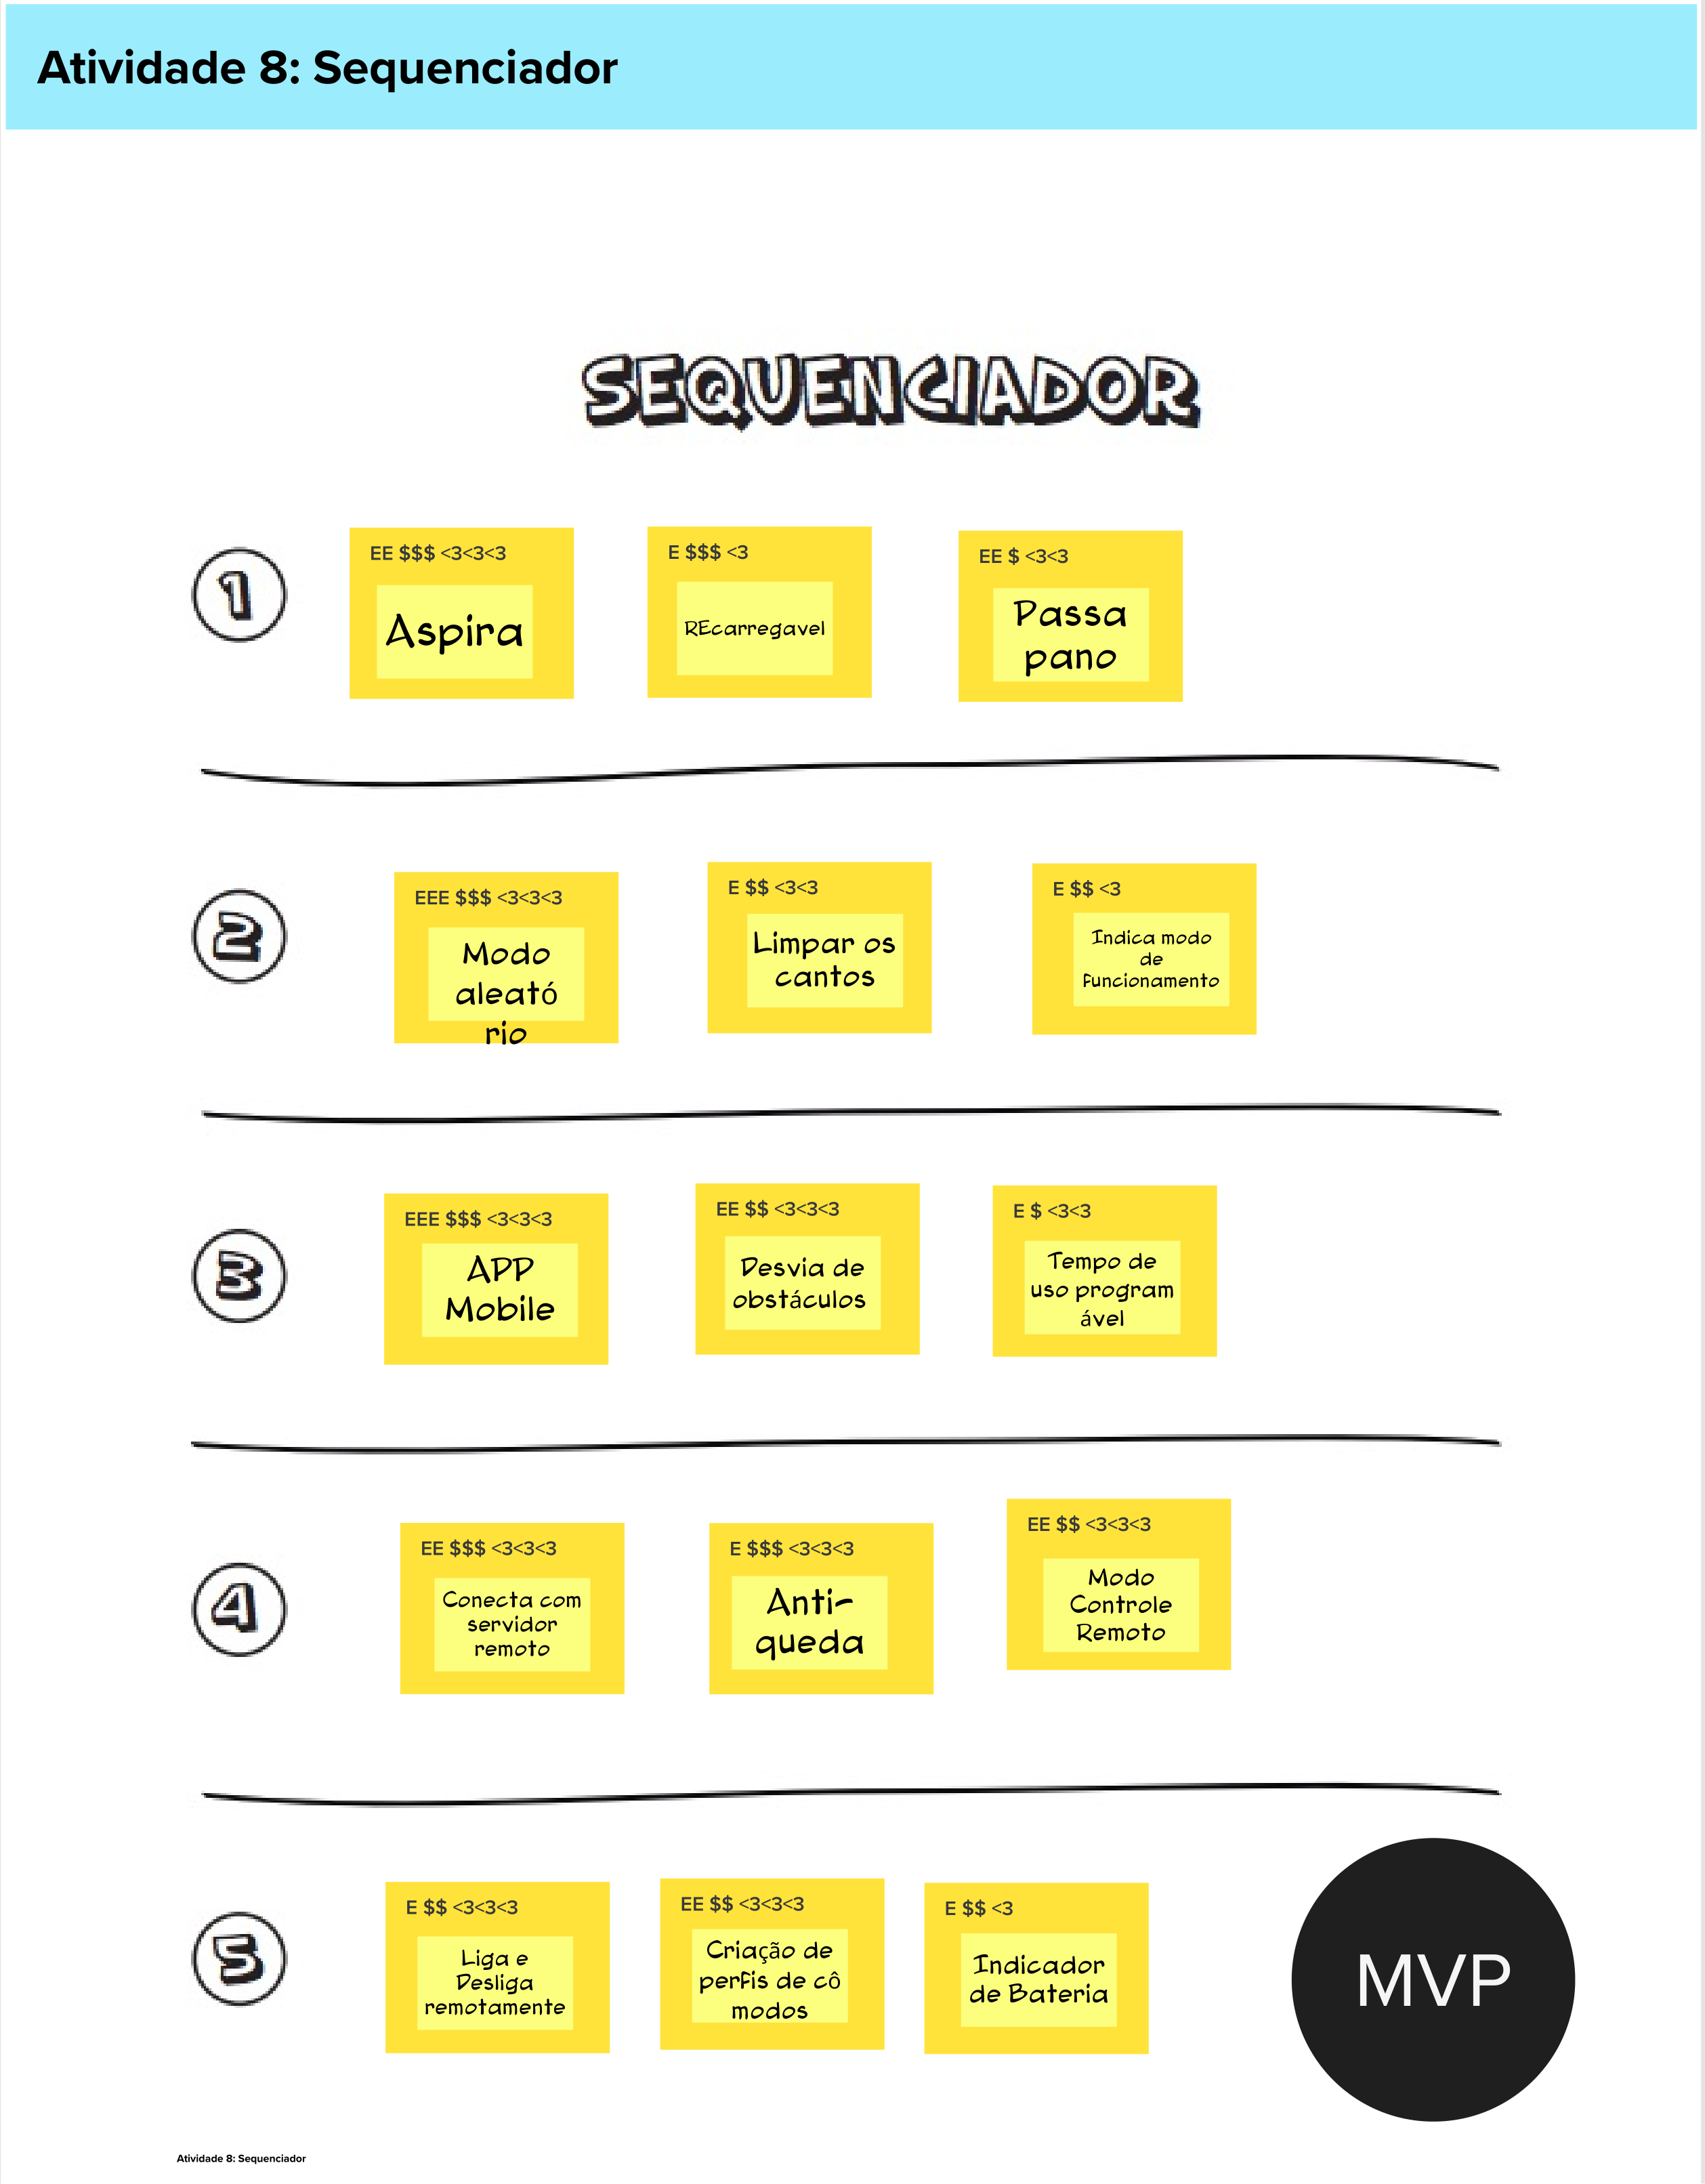 Atividade 8: Sequenciador
SEQUENCIADOR
1
EE $$$ <3<3<3
Aspira
E $$$ <3
REcarregavel
EE $ <3<3
Passa
pano
2
EEE $$$ <3<3<3
Modo
aleató
rio
E $$ <3<3
Limpar os
cantos
E $$ <3
Indica modo
de
Funcionamento
3
EEE $$$ <3<3<3
APP
Mobile
EE $$ <3<3<3
Desvia de
obstáculos
E $ <3<3
Tempo de
uso program
ável
4
EE $$$ <3<3<3
Conecta com
servidor
remoto
E $$$ <3<3<3
Anti-
queda
EE $$ <3<3<3
Modo
Controle
Remoto
5
E $$ <3<3<3
Liga e
Desliga
remotamente
EE $$ <3<3<3
Criação de
perfis de cô
modos
E $$ <3
Indicador
de Bateria
MVP
Atividade 8: Sequenciador